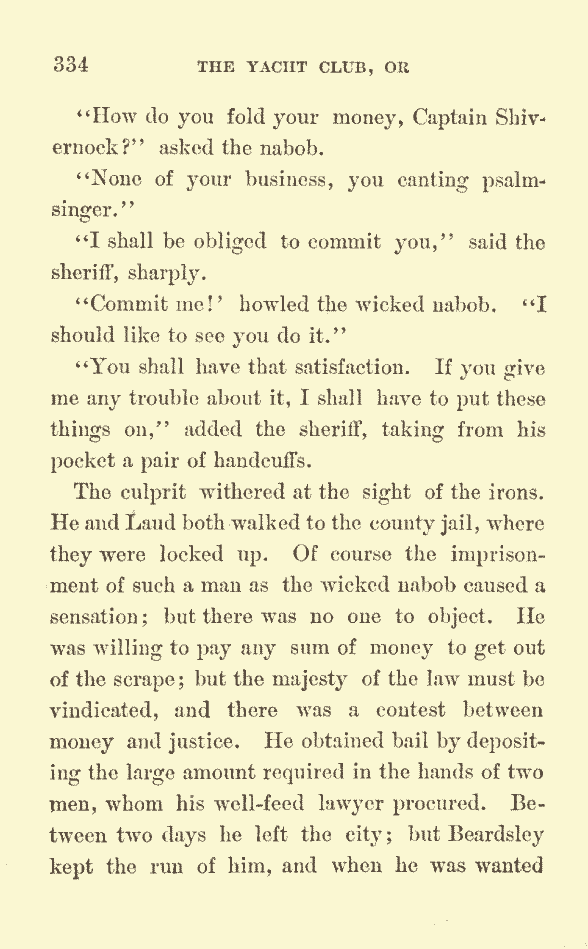 334 THE YACHT CLUB, OR
"How do you fold your money, Captain Shiv-
ernock?" asked the nabob.
"None of your business, you canting psalm-
singer."
"I shall be obliged to commit you," said the
sheriff, sharply.
"Commit me!' howled the wicked nabob. "I
should like to see you do it."
"You shall have that satisfaction. If you give
me any trouble about it, I shall have to put these
things on," added the sheriff, taking from his
pocket a pair of handcuffs.
The culprit withered at the sight of the irons.
He and Laud both walked to the county jail, where
they were locked up. Of course the imprison-
ment of such a man as the wicked nabob caused a
sensation; but there was no one to object. He
was willing to pay any sum of money to get out
of the scrape; but the majesty of the law must be
vindicated, and there was a contest between
money and justice. He obtained bail by deposit-
ing the large amount required in the hands of two
men, whom his well-feed lawyer procured. Be-
tween two days he left the city; but Beardsley
kept the run of him, and when he was wanted